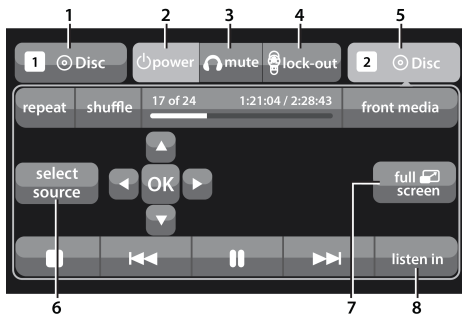 1 2 3 4 5
1 Disc power mute lock-out 2 Disc
repeat shuffle 17 of 24 1:21:04 / 2:28:43 front media
select
source
OK
full
screen
listen in
6 7 8